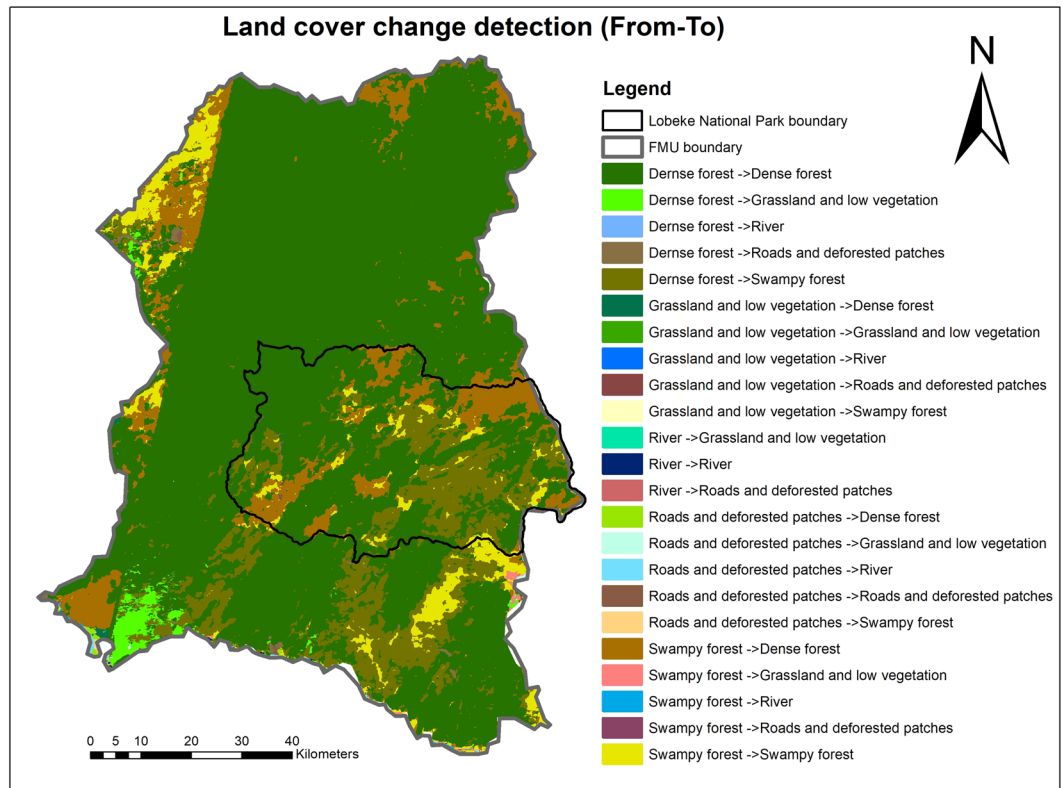 Land cover change detection (From-To)
N
Legend
Lobeke National Park boundary
FMU boundary
Dernse forest ->Dense forest
Dernse forest ->Grassland and low vegetation
Dernse forest ->River
Dernse forest ->Roads and deforested patches
Dernse forest ->Swampy forest
Grassland and low vegetation ->Dense forest
Grassland and low vegetation ->Grassland and low vegetation
Grassland and low vegetation ->River
Grassland and low vegetation ->Roads and deforested patches
Grassland and low vegetation ->Swampy forest
River ->Grassland and low vegetation
River ->River
River ->Roads and deforested patches
Roads and deforested patches ->Dense forest
Roads and deforested patches ->Grassland and low vegetation
Roads and deforested patches ->River
Roads and deforested patches ->Roads and deforested patches
Roads and deforested patches ->Swampy forest
Swampy forest ->Dense forest
Swampy forest ->Grassland and low vegetation
Swampy forest ->River
Swampy forest ->Roads and deforested patches
Swampy forest ->Swampy forest
0 5 10 20 30 40
Kilometers